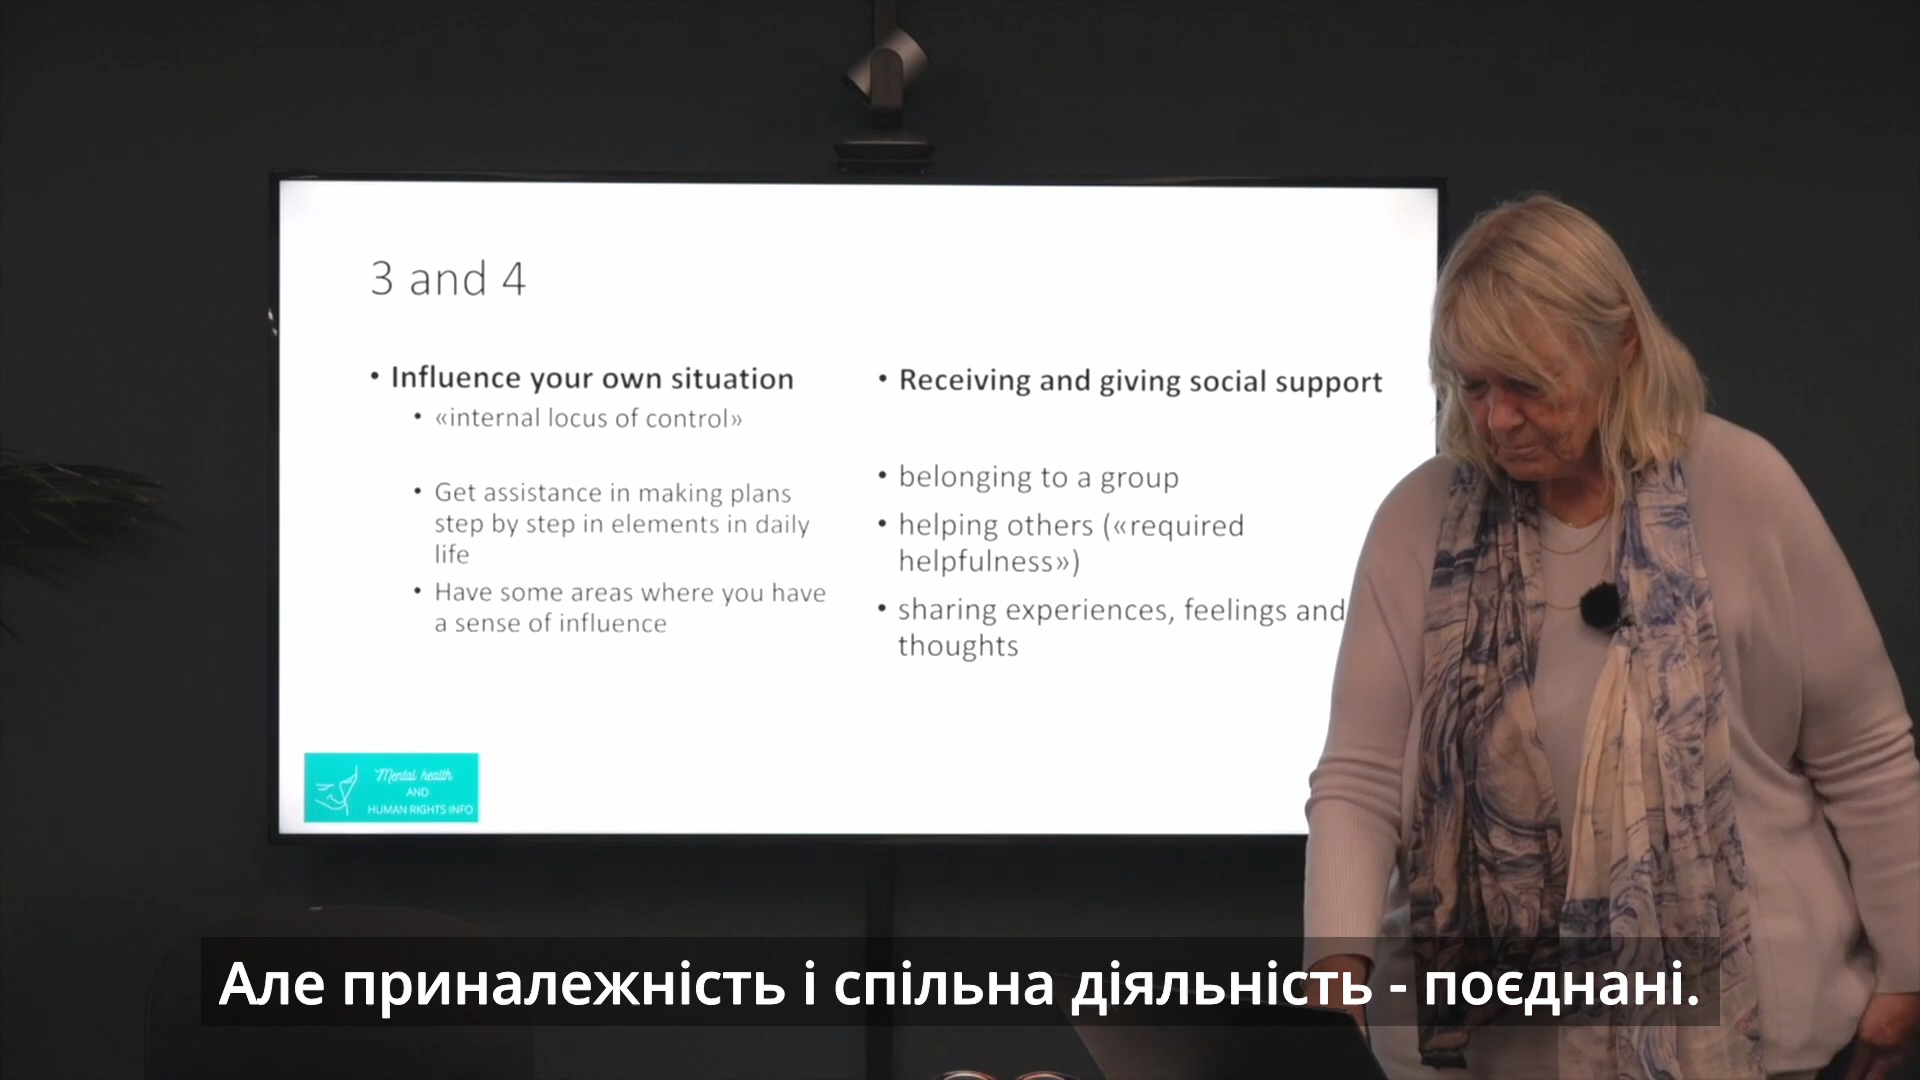 3 and 4
• Influence your own situation
• «internal locus of control»
• Get assistance in making plans
step by step in elements in daily
life
• Have some areas where you have
a sense of influence
• Receiving and giving social support
• belonging to a group
• helping others («required
helpfulness»)
• sharing experiences, feelings and
thoughts
Mental health
AND
HUMAN RIGHTS INFO
Але приналежність і спільна діяльність - поєднані.